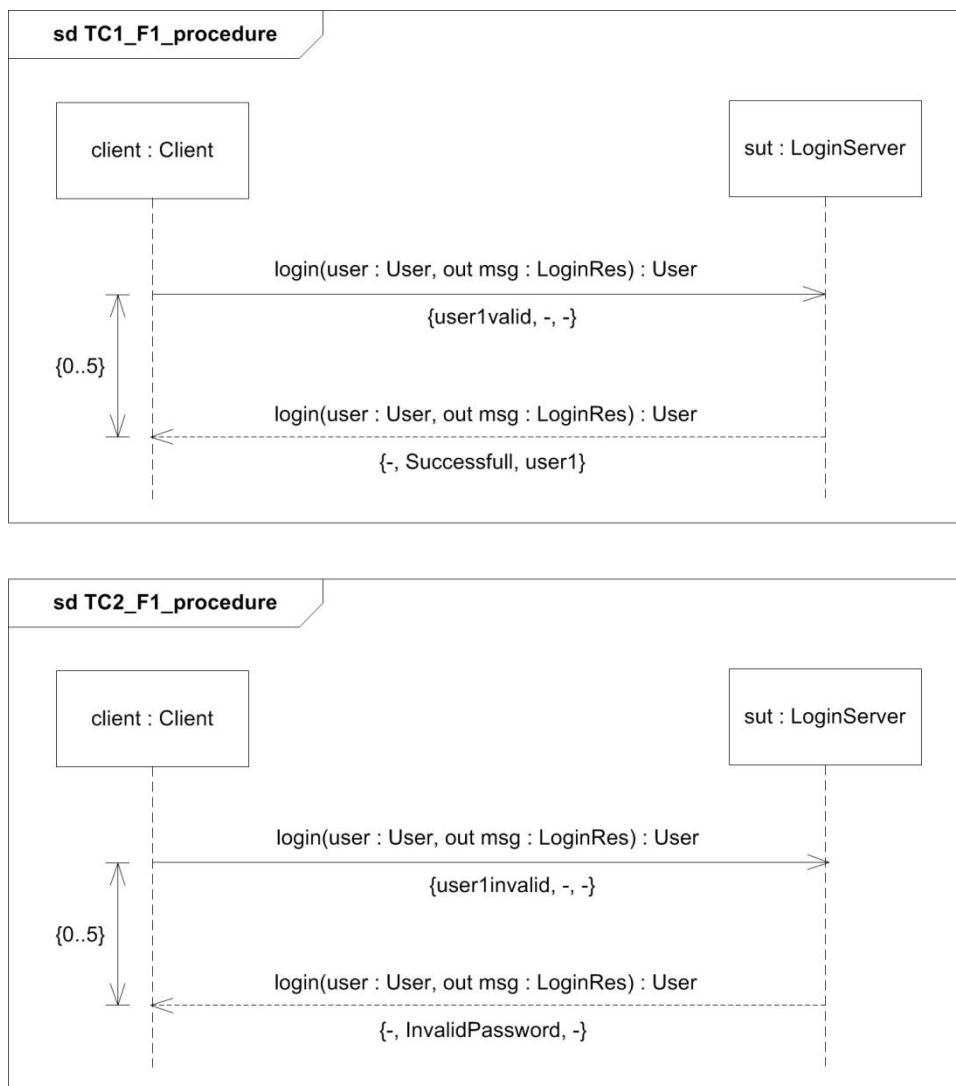 sd TC1_F1_procedure
client : Client
sut : LoginServer
login(user : User, out msg : LoginRes) : User
{user1valid, -, -}
{0..5}
login(user : User, out msg : LoginRes) : User
{-, Successfull, user1}
sd TC2_F1_procedure
client : Client
sut : LoginServer
login(user : User, out msg : LoginRes) : User
{user1invalid, -, -}
{0..5}
login(user : User, out msg : LoginRes) : User
{-, InvalidPassword, -}